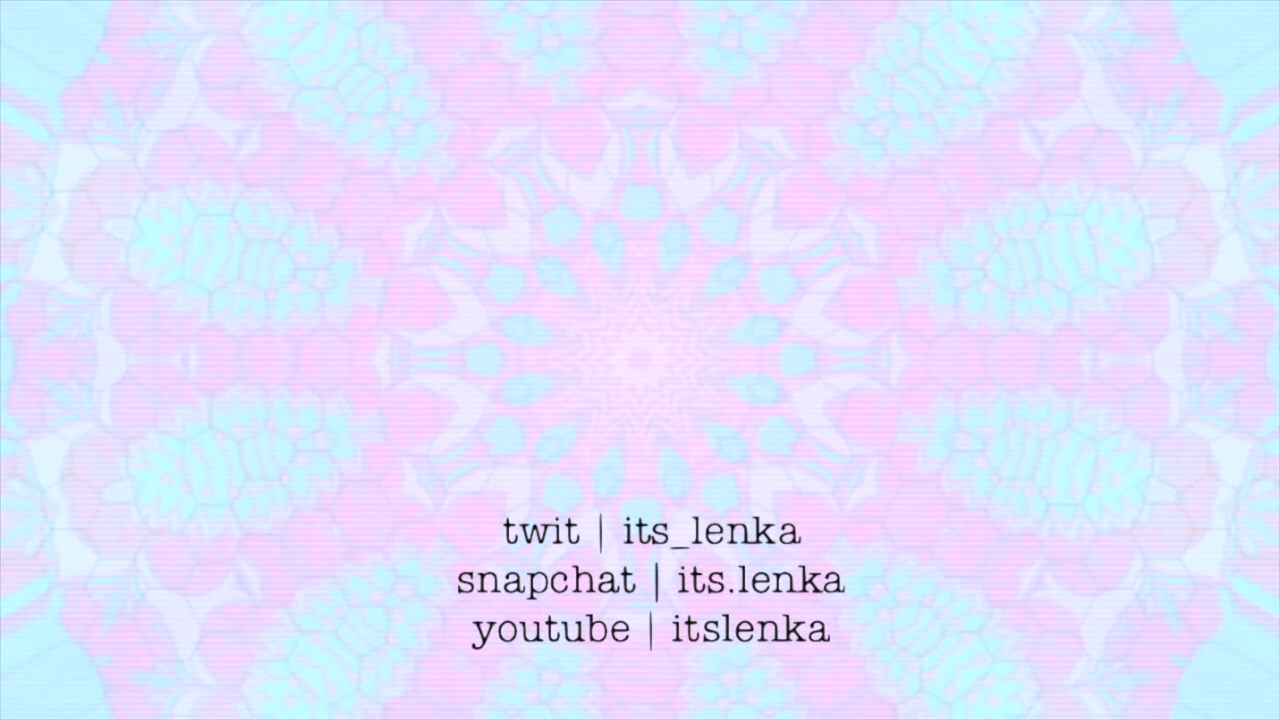 twit | its_lenka
snapchat | its.lenka
youtube | itslenka